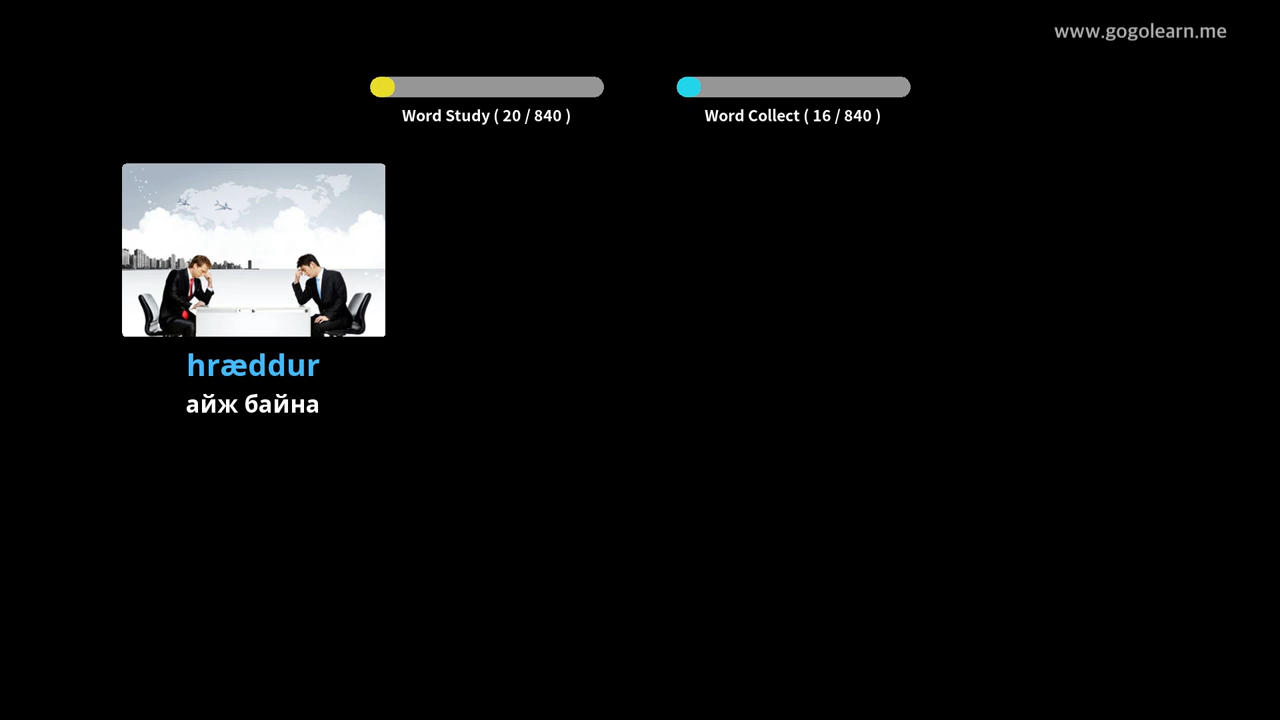 www.gogolearn.me
Word Study ( 20 / 840 )
Word Collect ( 16 / 840 )
hræddur
айж байна